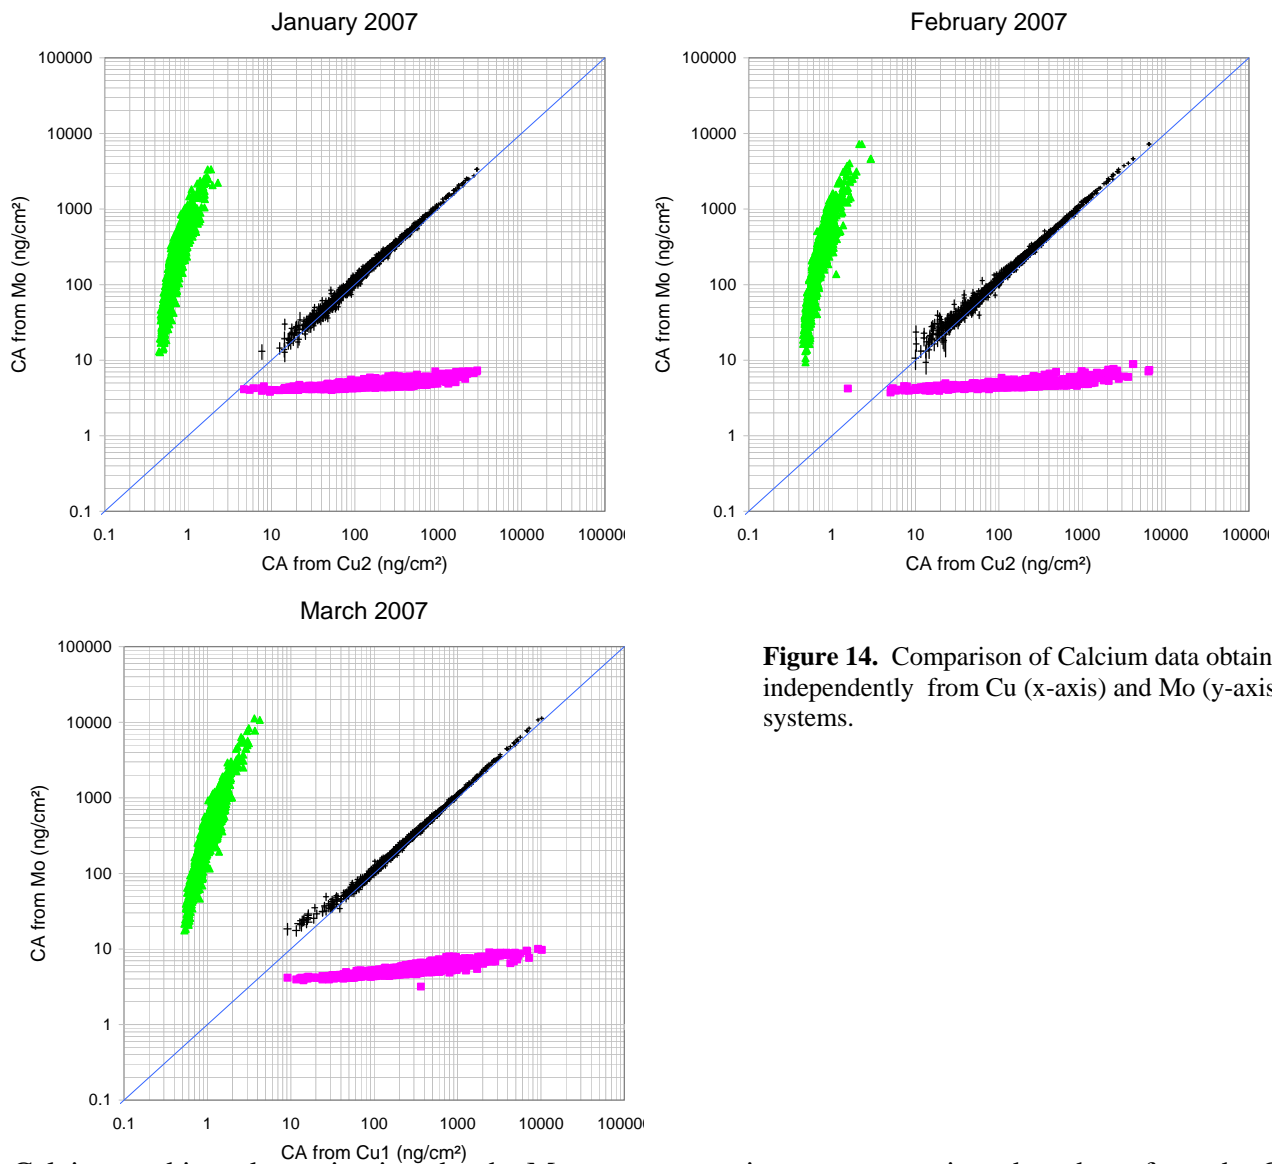 January 2007
100000
10000
1000
100
10
1
0.1
0.1 1 10 100 1000 10000 100000
CA from Mo (ng/cm²)
CA from Cu2 (ng/cm²)
February 2007
100000
10000
1000
100
10
1
0.1
0.1 1 10 100 1000 10000 100000
CA from Mo (ng/cm²)
CA from Cu2 (ng/cm²)
March 2007
100000
10000
1000
100
10
1
0.1
0.1 1 10 100 1000 10000
CA from Mo (ng/cm²)
CA from Cu1 (ng/cm²)
Figure 14. Comparison of Calcium data obtain
independently from Cu (x-axis) and Mo (y-axis
systems.